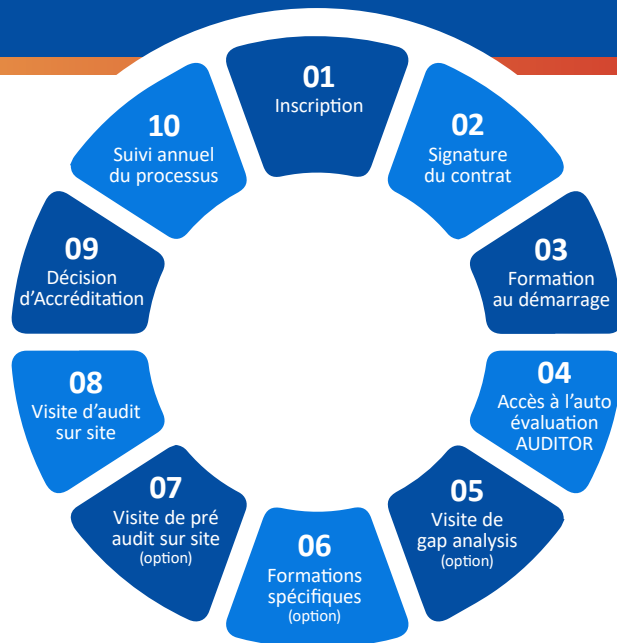 01
Inscription
02
Signature
du contrat
03
Formation
au démarrage
04
Accès à l'auto
évaluation
AUDITOR
05
Visite de
gap analysis
(option)
06
Formations
spécifiques
(option)
07
Visite de pré
audit sur site
(option)
08
Visite d'audit
sur site
09
Décision
d'Accréditation
10
Suivi annuel
du processus